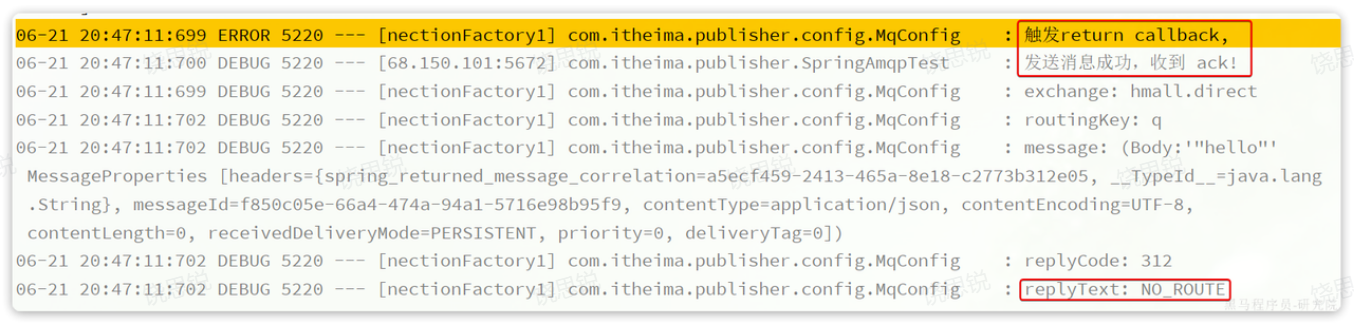 06-21 20:47:11:699 ERROR 5220 --- [nectionFactory1] com.itheima.publisher.config.MqConfig : 触发return callback,
06-21 20:47:11:700 DEBUG 5220 --- [68.150.101:5672] com.itheima.publisher.SpringAmqpTest : 发送消息成功，收到 ack!
06-21 20:47:11:699 DEBUG 5220 --- [nectionFactory1] com.itheima.publisher.config.MqConfig : exchange: hmall.direct
06-21 20:47:11:702 DEBUG 5220 --- [nectionFactory1] com.itheima.publisher.config.MqConfig : routingKey: q
06-21 20:47:11:702 DEBUG 5220 --- [nectionFactory1] com.itheima.publisher.config.MqConfig : message: (Body:'"hello"'
MessageProperties [headers={spring_returned_message_correlation=a5ecf459-2413-465a-8e18-c2773b312e05, __TypeId__=java.lang
.String}, messageId=f850c05e-66a4-474a-94a1-5716e98b95f9, contentType=application/json, contentEncoding=UTF-8,
contentLength=0, receivedDeliveryMode=PERSISTENT, priority=0, deliveryTag=0])
06-21 20:47:11:702 DEBUG 5220 --- [nectionFactory1] com.itheima.publisher.config.MqConfig : replyCode: 312
06-21 20:47:11:702 DEBUG 5220 --- [nectionFactory1] com.itheima.publisher.config.MqConfig : replyText: NO_ROUTE
黑马程序员-研究院